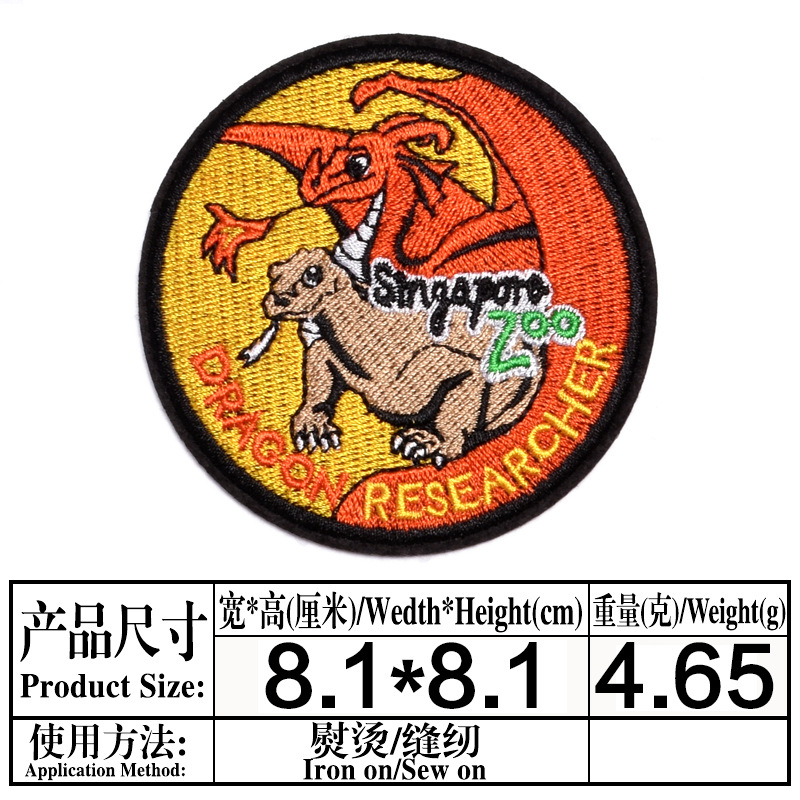 Singapore
Zoo
DRAGON RESEARCHER
产品尺寸
Product Size:
宽*高(厘米)/Wedth*Height(cm)
8.1*8.1
重量(克)/Weight(g)
4.65
使用方法:
Application Method:
熨烫/缝纫
Iron on/Sew on